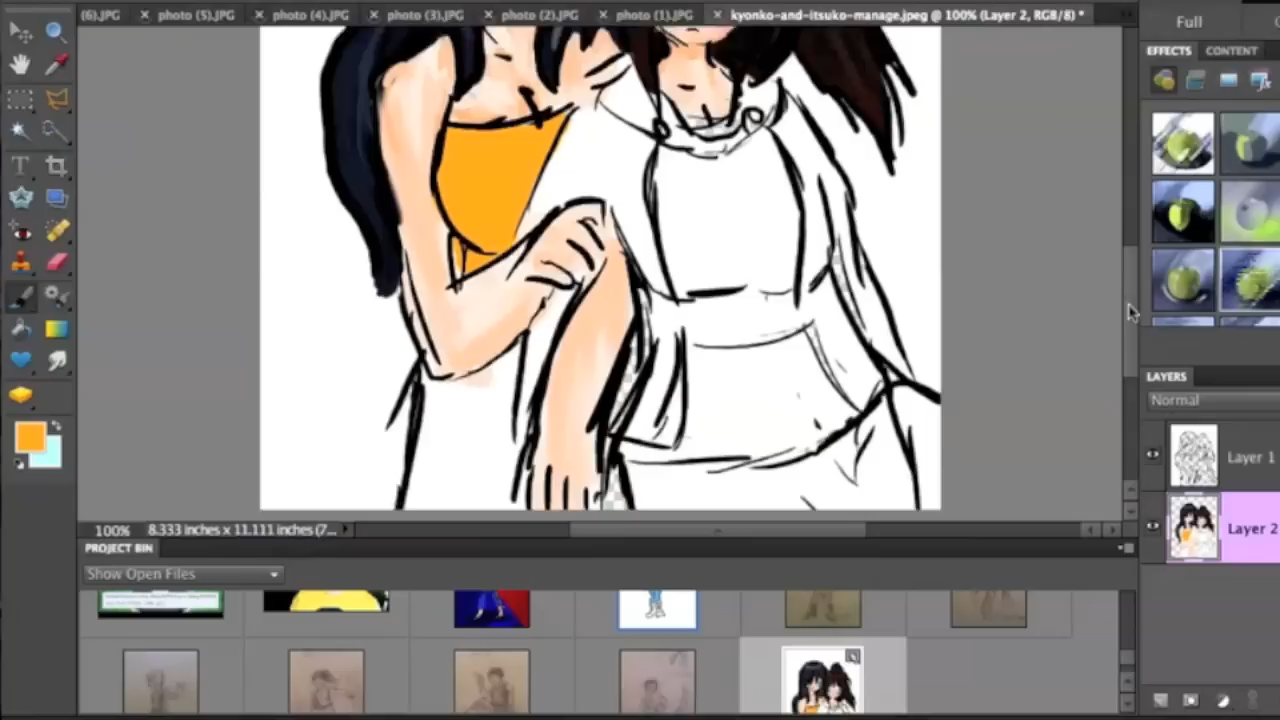 (6).JPG × photo (5).JPG × photo (4).JPG × photo (3).JPG × photo (2).JPG × photo (1).JPG × kyonko-and-itsuko-manage.jpeg @ 100% (Layer 2, RGB/8) *
Full
EFFECTS CONTENT
LAYERS
Normal
Layer 1
Layer 2
100% 8.333 inches x 11.111 inches (7...
PROJECT BIN
Show Open Files